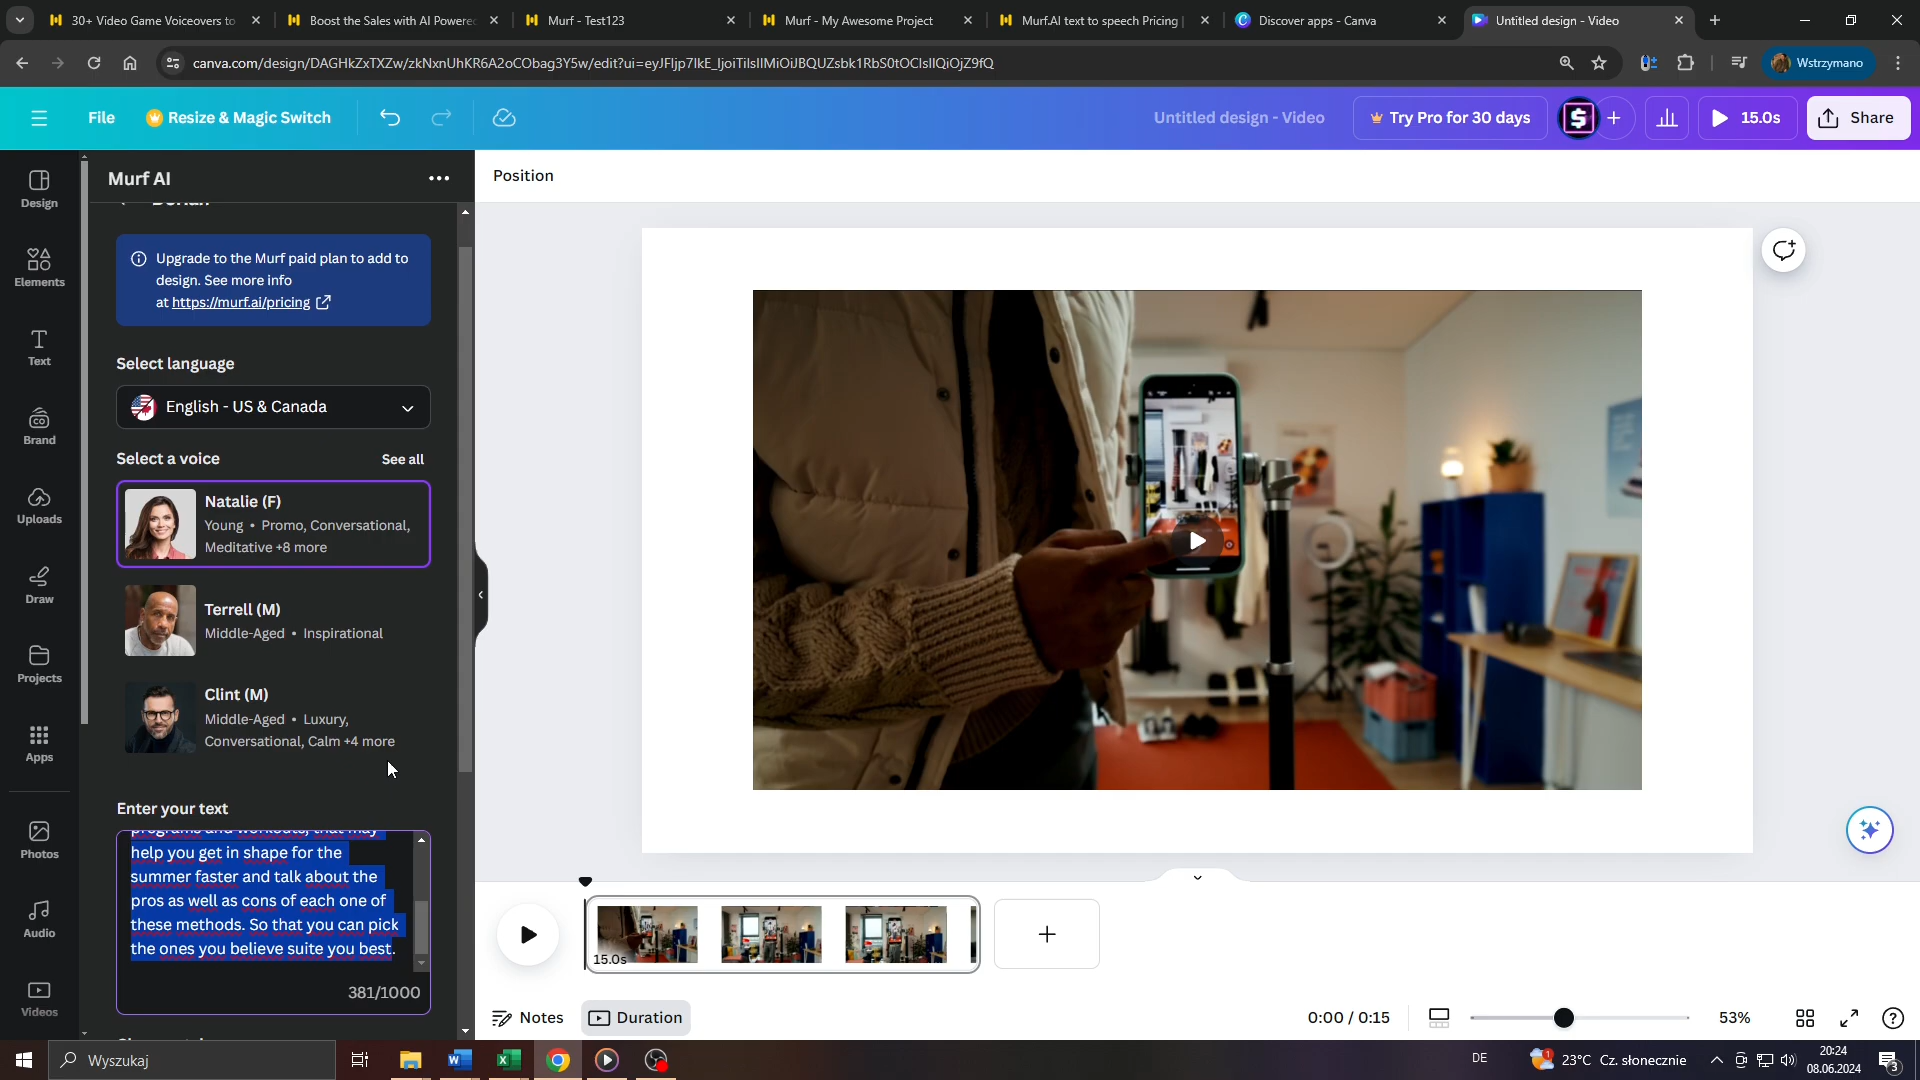 30+ Video Game Voiceovers to
Boost the Sales with AI Powere
Murf - Test123
Murf - My Awesome Project
Murf.AI text to speech Pricing |
Discover apps - Canva
Untitled design - Video
canva.com/design/DAGHkZxTXZw/zkNxnUhKR6A2oCObag3Y5w/edit?ui=eyJFIjp7IkE_IjoiTilsIlMiOiJBQUZsbk1RbS0tOCIsIlQiOjZ9fQ
Wstrzymano
File
Resize & Magic Switch
Untitled design - Video
Try Pro for 30 days
15.0s
Share
Design
Elements
Text
Brand
Uploads
Draw
Projects
Apps
Photos
Audio
Videos
Murf AI
Upgrade to the Murf paid plan to add to
design. See more info
at https://murf.ai/pricing
Select language
English - US & Canada
Select a voice
See all
Natalie (F)
Young • Promo, Conversational,
Meditative +8 more
Terrell (M)
Middle-Aged • Inspirational
Clint (M)
Middle-Aged • Luxury,
Conversational, Calm +4 more
Enter your text
programs and workouts, that may
help you get in shape for the
summer faster and talk about the
pros as well as cons of each one of
these methods. So that you can pick
the ones you believe suite you best.
381/1000
Position
15.0s
Notes
Duration
0:00 / 0:15
53%
Wyszukaj
DE
1
23°C Cz. słonecznie
20:24
08.06.2024
3